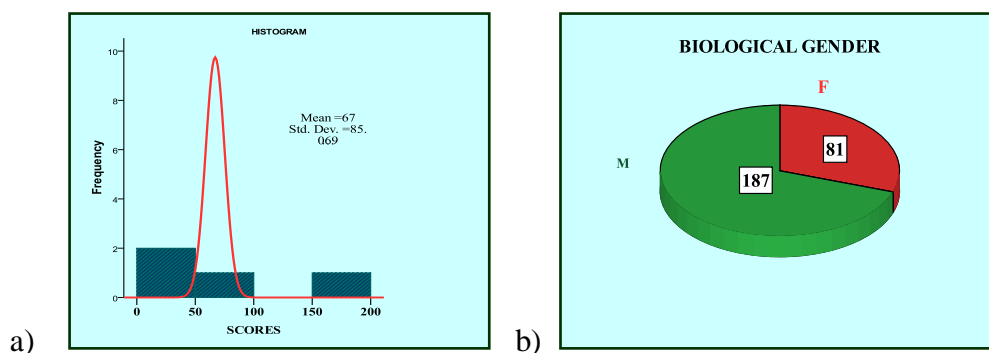 HISTOGRAM
10
8
6
4
2
0
Frequency
Mean =67
Std. Dev. =85.
069
0 50 100 150 200
SCORES
a)
BIOLOGICAL GENDER
F
81
M
187
b)